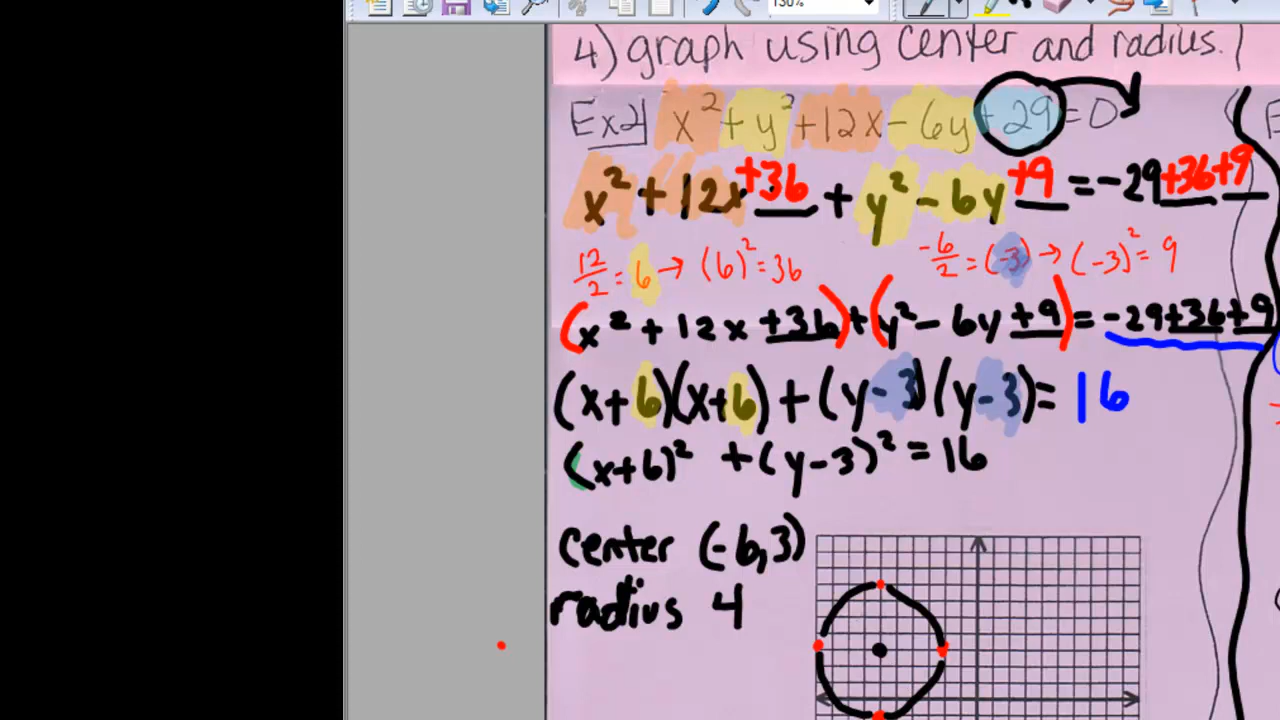 130%
4) graph using center and radius.
Ex 2 x² + y² + 12x - 6y + 29 = 0
x² + 12x +36 + y² - 6y +9 = -29 +36 +9
12/2 = 6 → (6)² = 36 -6/2 = (-3) → (-3)² = 9
(x² + 12x +36) + (y² - 6y +9) = -29 +36 +9
(x+6)(x+6) + (y-3)(y-3) = 16
(x+6)² + (y-3)² = 16
center (-6,3)
radius 4